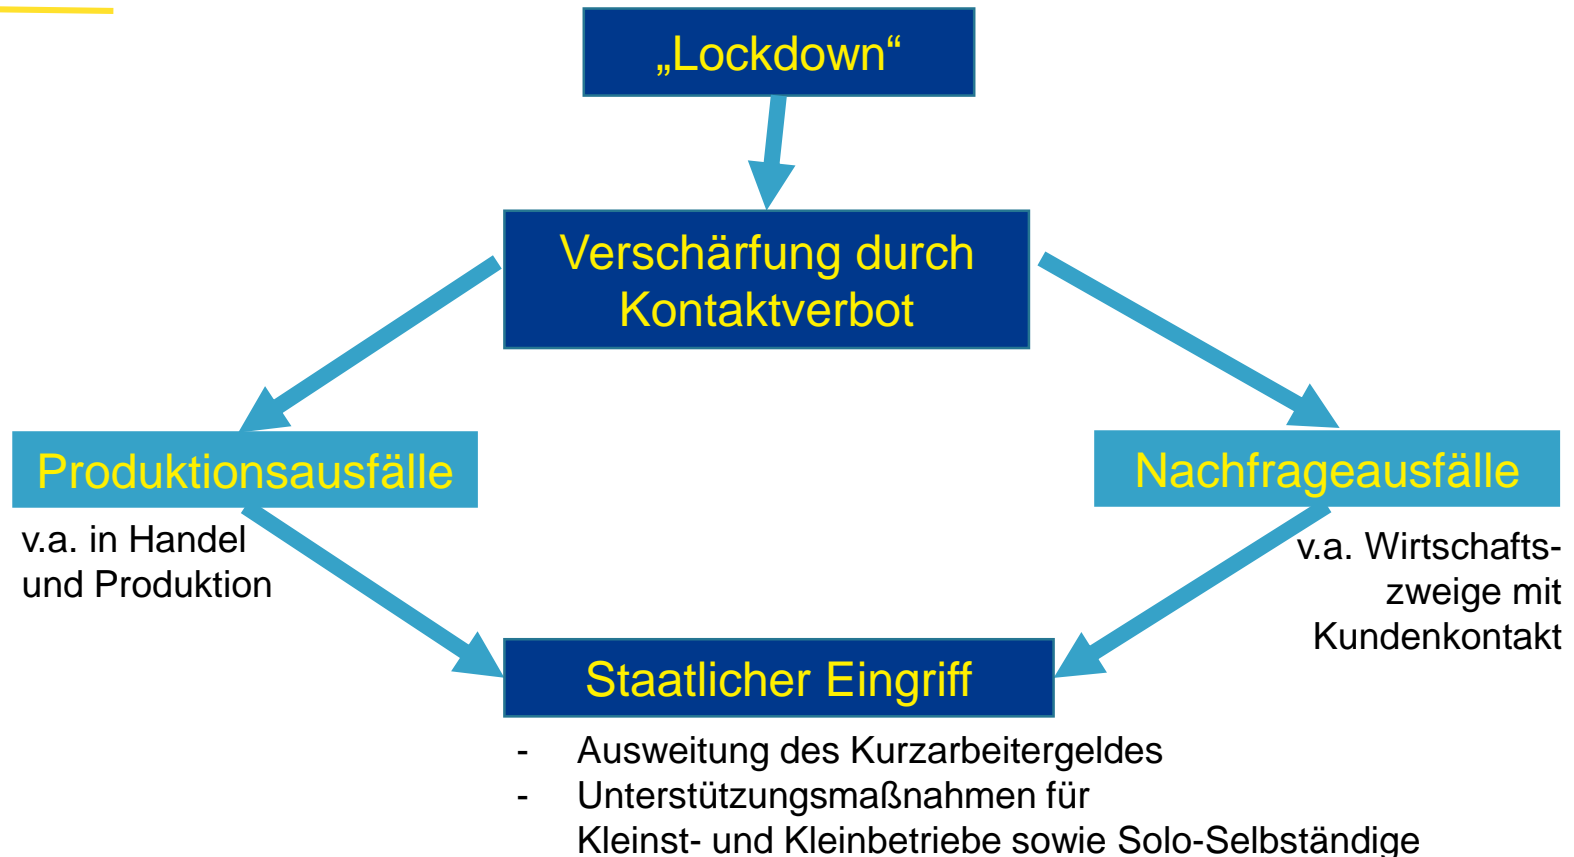 „Lockdown“
Verschärfung durch
Kontaktverbot
Produktionsausfälle
v.a. in Handel
und Produktion
Nachfrageausfälle
v.a. Wirtschafts-
zweige mit
Kundenkontakt
Staatlicher Eingriff
- Ausweitung des Kurzarbeitergeldes
- Unterstützungsmaßnahmen für
Kleinst- und Kleinbetriebe sowie Solo-Selbständige